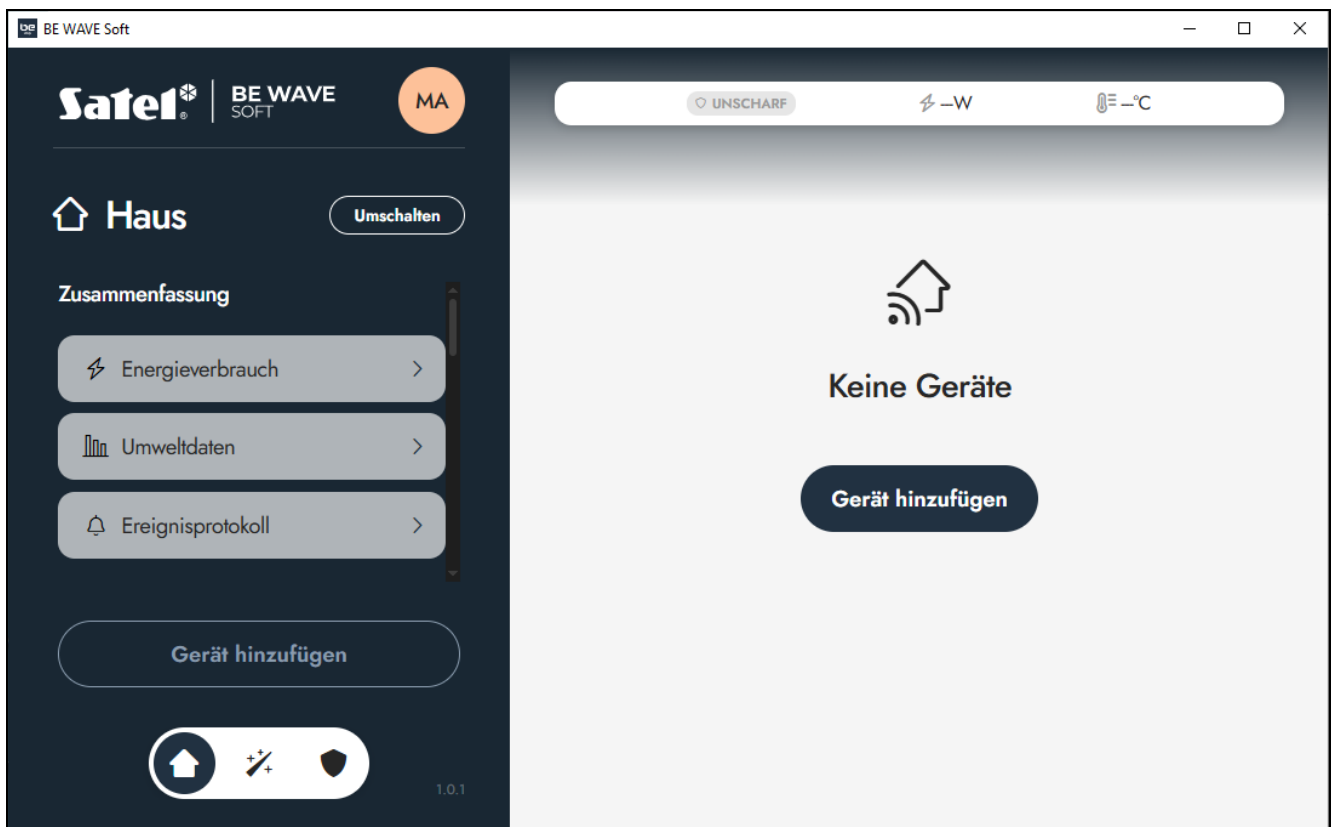 BE WAVE Soft
Satel® BE WAVE SOFT
MA
UNSCHARF
–W
–°C
Haus
Umschalten
Zusammenfassung
Energieverbrauch
Umweltdaten
Ereignisprotokoll
Gerät hinzufügen
1.0.1
Keine Geräte
Gerät hinzufügen